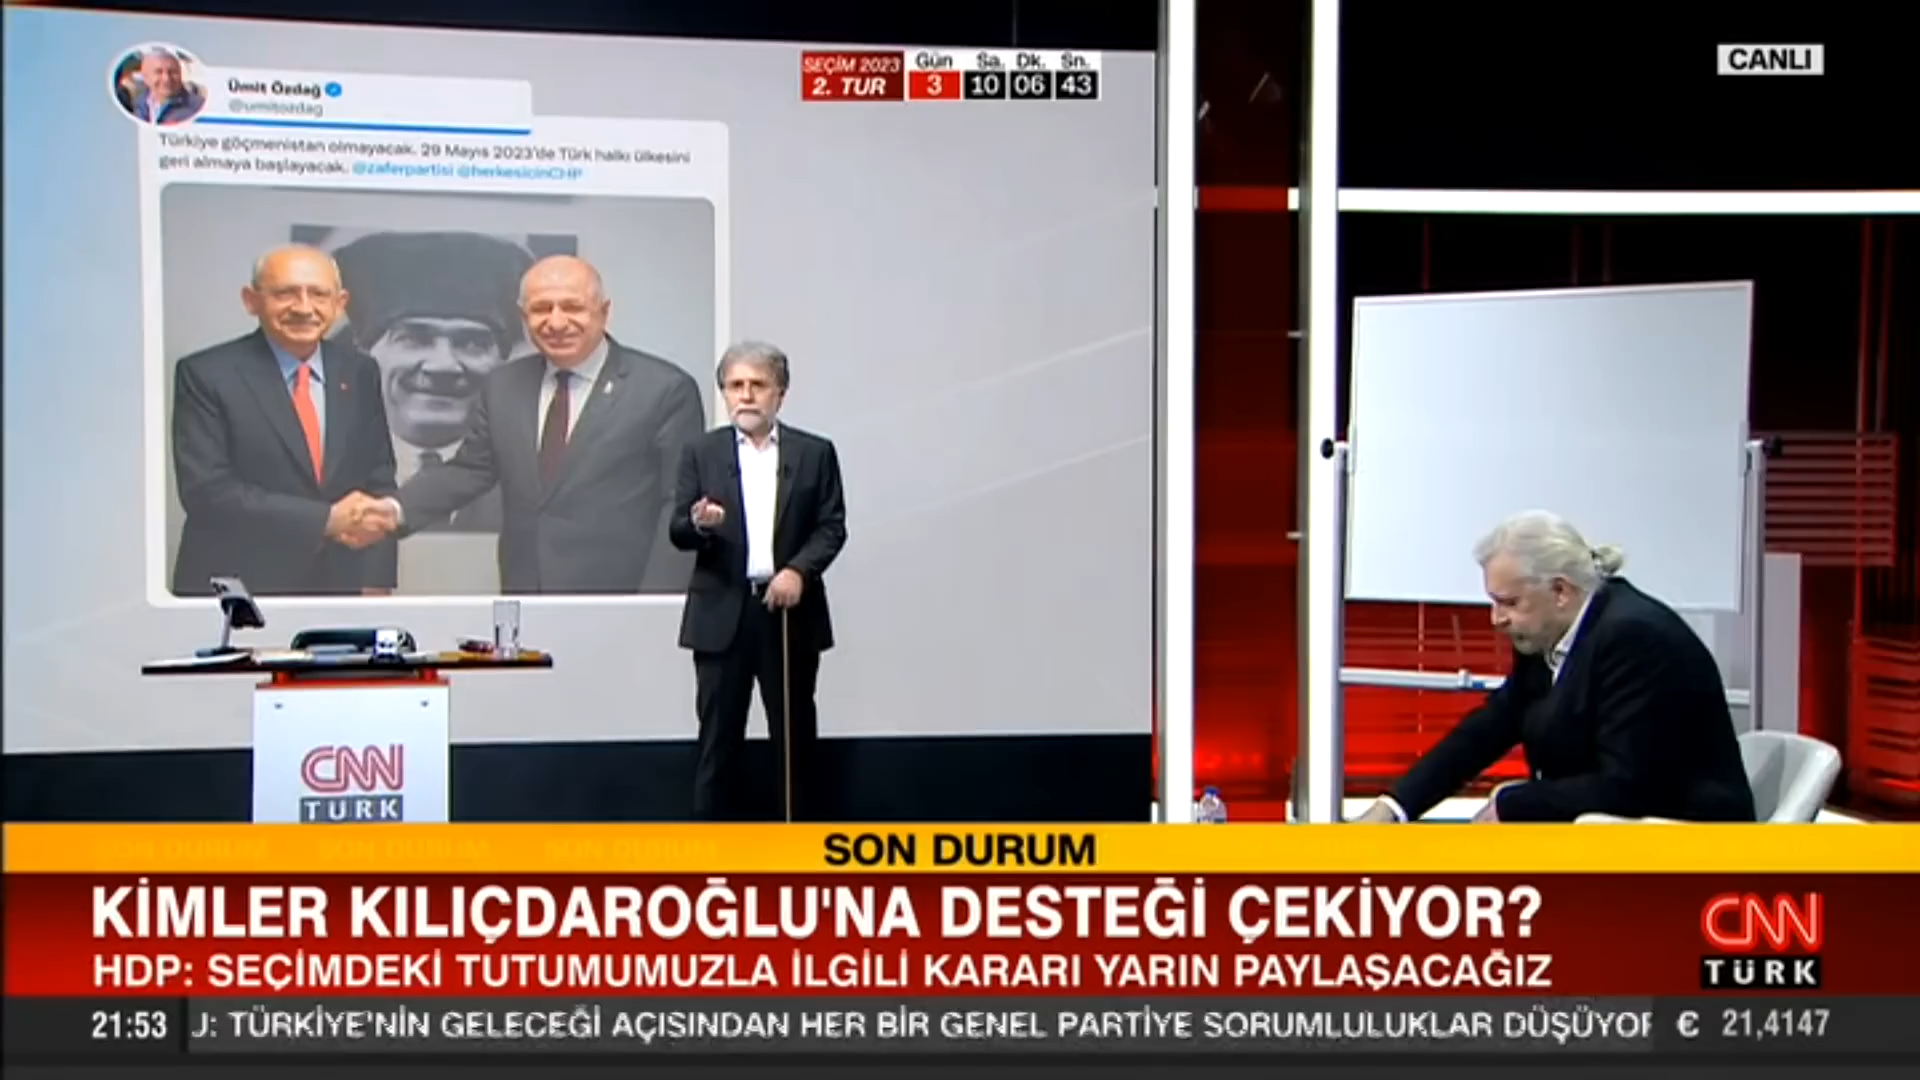 CANLI
SEÇİM 2023
2. TUR
Gün Sa. Dk. Sn.
3 10 06 43
Ümit Özdağ
@umitozdag
Türkiye göçmenistan olmayacak. 29 Mayıs 2023'de Türk halkı ülkesini
geri almaya başlayacak. @zaferpartisi @herkesicinCHP
CNN
TÜRK
SON DURUM
KİMLER KILIÇDAROĞLU'NA DESTEĞİ ÇEKİYOR?
HDP: SEÇİMDEKİ TUTUMUMUZLA İLGİLİ KARARI YARIN PAYLAŞACAĞIZ
CNN
TÜRK
21:53 J: TÜRKİYE'NİN GELECEĞİ AÇISINDAN HER BİR GENEL PARTİYE SORUMLULUKLAR DÜŞÜYOR € 21,4147